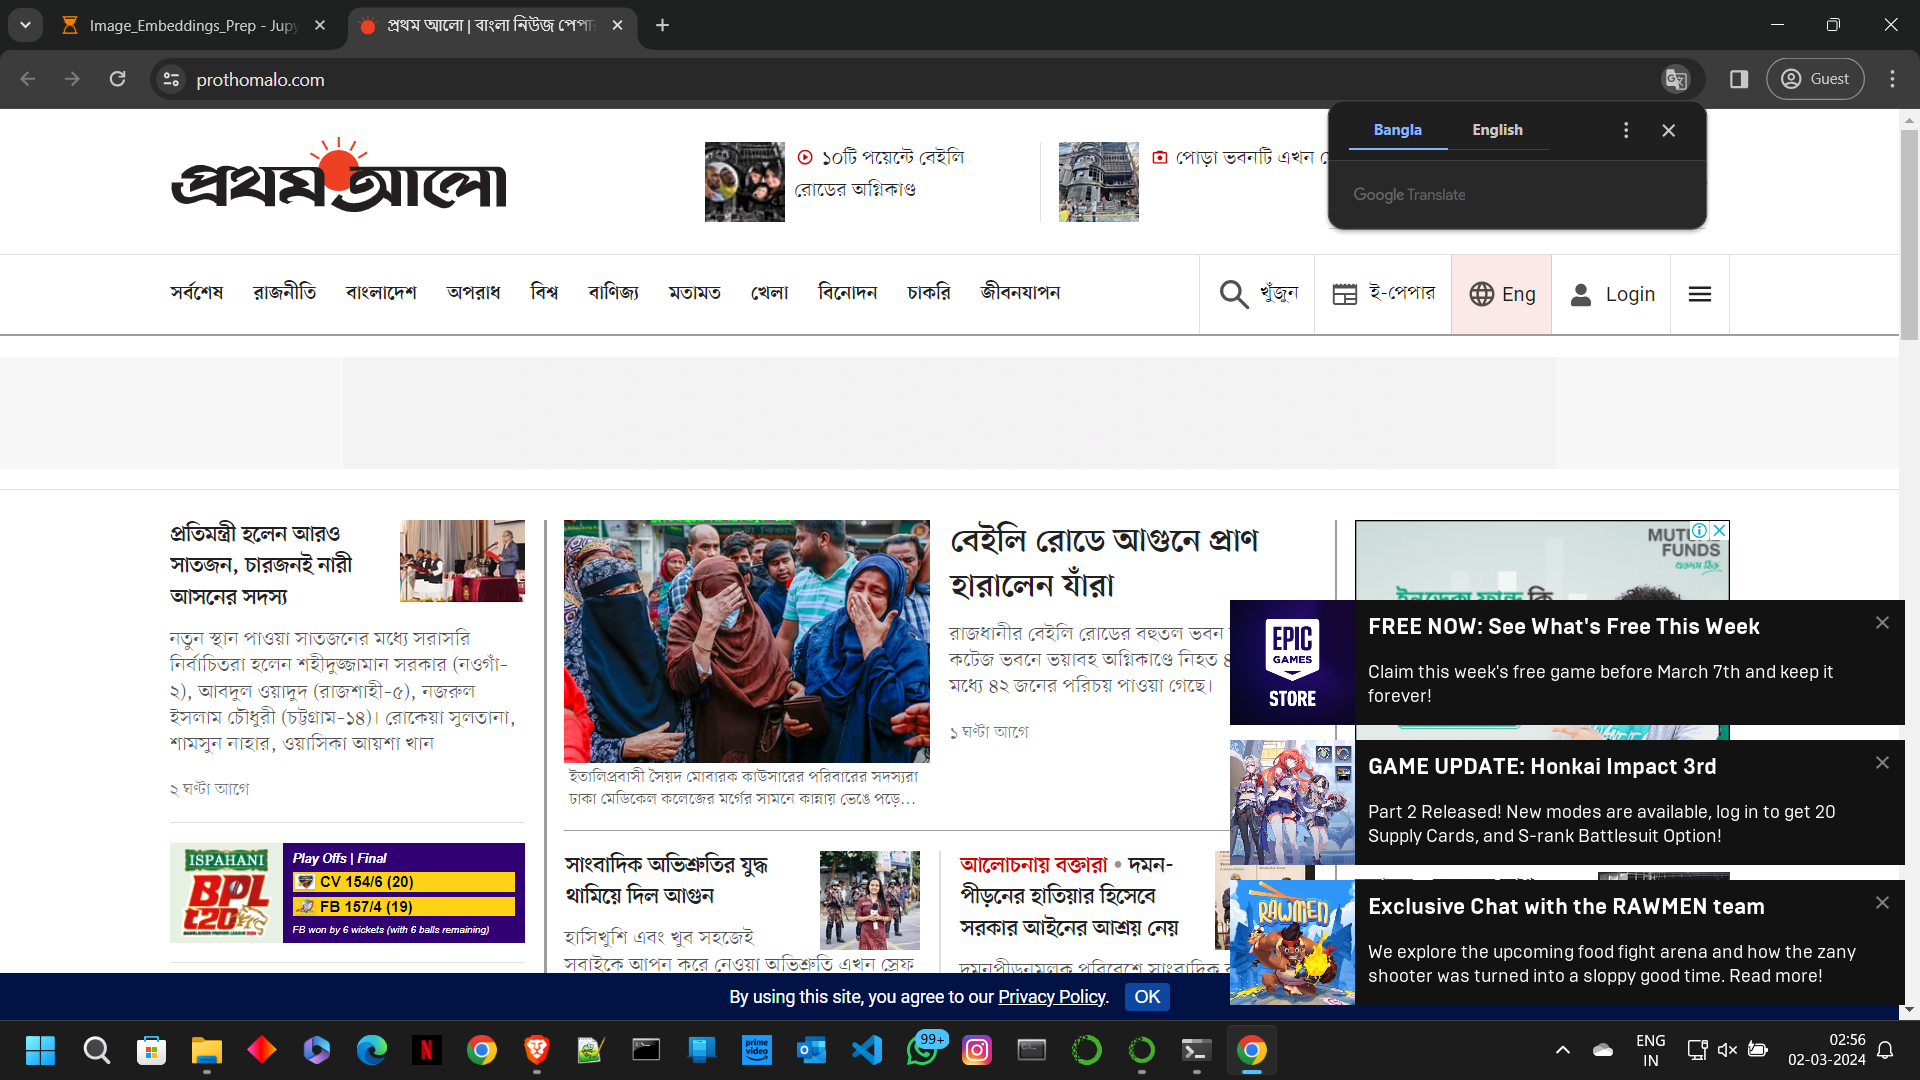 Image_Embeddings_Prep - Jupy
প্রথম আলো | বাংলা নিউজ পেপা
prothomalo.com
Guest
Bangla English
Google Translate
প্রথম আলো
১০টি পয়েন্টে বেইলি
রোডের অগ্নিকাণ্ড
পোড়া ভবনটি এখন
সর্বশেষ রাজনীতি বাংলাদেশ অপরাধ বিশ্ব বাণিজ্য মতামত খেলা বিনোদন চাকরি জীবনযাপন
খুঁজুন ই-পেপার Eng Login
প্রতিমন্ত্রী হলেন আরও
সাতজন, চারজনই নারী
আসনের সদস্য
নতুন স্থান পাওয়া সাতজনের মধ্যে সরাসরি
নির্বাচিতরা হলেন শহীদুজ্জামান সরকার (নওগাঁ-
২), আবদুল ওয়াদুদ (রাজশাহী-৫), নজরুল
ইসলাম চৌধুরী (চট্টগ্রাম-১৪)। রোকেয়া সুলতানা,
শামসুন নাহার, ওয়াসিকা আয়শা খান
২ ঘণ্টা আগে
ISPAHANI
BPL
t20
Play Offs | Final
CV 154/6 (20)
FB 157/4 (19)
FB won by 6 wickets (with 6 balls remaining)
ইতালিপ্রবাসী সৈয়দ মোবারক কাউসারের পরিবারের সদস্যরা
ঢাকা মেডিকেল কলেজের মর্গের সামনে কান্নায় ভেঙে পড়ে...
বেইলি রোডে আগুনে প্রাণ
হারালেন যাঁরা
রাজধানীর বেইলি রোডের বহুতল ভবন
কটেজ ভবনে ভয়াবহ অগ্নিকাণ্ডে নিহত ৪
মধ্যে ৪২ জনের পরিচয় পাওয়া গেছে।
১ ঘণ্টা আগে
সাংবাদিক অভিশ্রুতির যুদ্ধ
থামিয়ে দিল আগুন
হাসিখুশি এবং খুব সহজেই
সবাইকে আপন করে নেওয়া অভিশ্রুতি এখন স্রেফ
আলোচনায় বক্তারা • দমন-
পীড়নের হাতিয়ার হিসেবে
সরকার আইনের আশ্রয় নেয়
দমনপীড়নমূলক পরিবেশে সাংবাদিক
MUTU
FUNDS
ইনডেক্স ফান্ড কি
EPIC
GAMES
STORE
FREE NOW: See What's Free This Week
Claim this week's free game before March 7th and keep it
forever!
GAME UPDATE: Honkai Impact 3rd
Part 2 Released! New modes are available, log in to get 20
Supply Cards, and S-rank Battlesuit Option!
RAWMEN
Exclusive Chat with the RAWMEN team
We explore the upcoming food fight arena and how the zany
shooter was turned into a sloppy good time. Read more!
By using this site, you agree to our Privacy Policy. OK
prime
video
99+
ENG
IN
02:56
02-03-2024